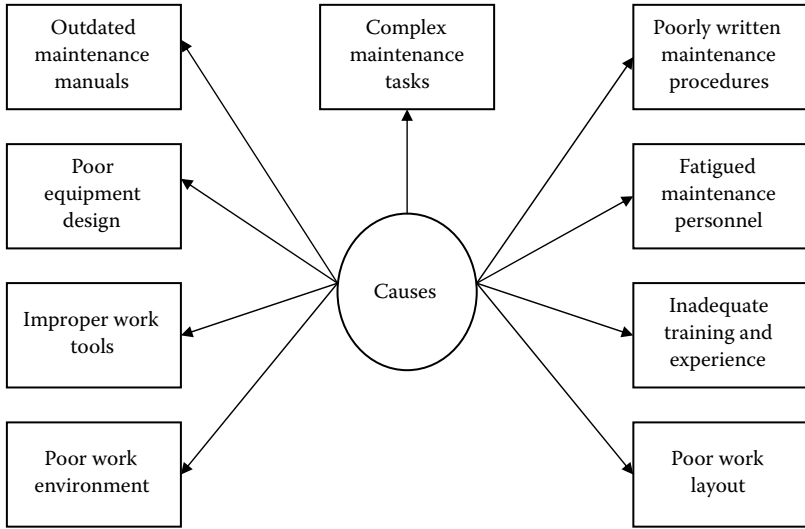 Outdated
maintenance
manuals
Complex
maintenance
tasks
Poorly written
maintenance
procedures
Poor
equipment
design
Fatigued
maintenance
personnel
Causes
Improper work
tools
Inadequate
training and
experience
Poor work
environment
Poor work
layout